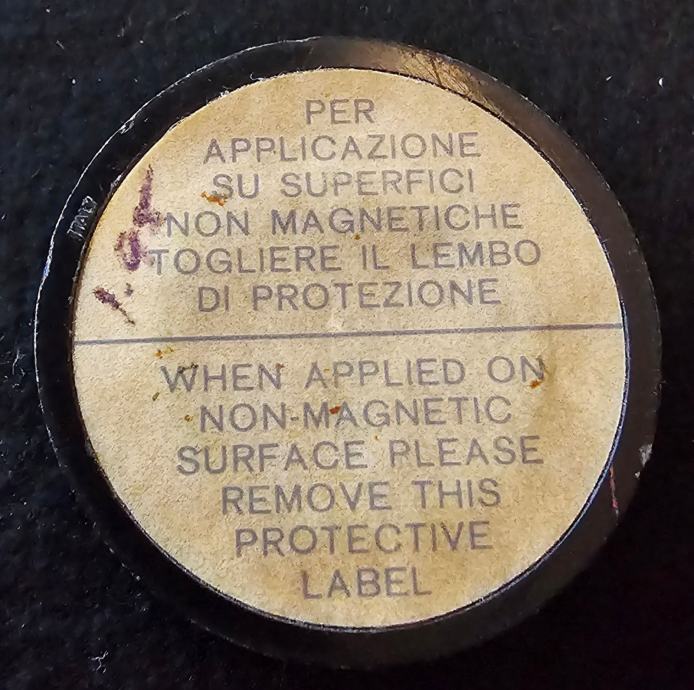 PER
APPLICAZIONE
SU SUPERFICI
NON MAGNETICHE
TOGLIERE IL LEMBO
DI PROTEZIONE
WHEN APPLIED ON
NON-MAGNETIC
SURFACE PLEASE
REMOVE THIS
PROTECTIVE
LABEL